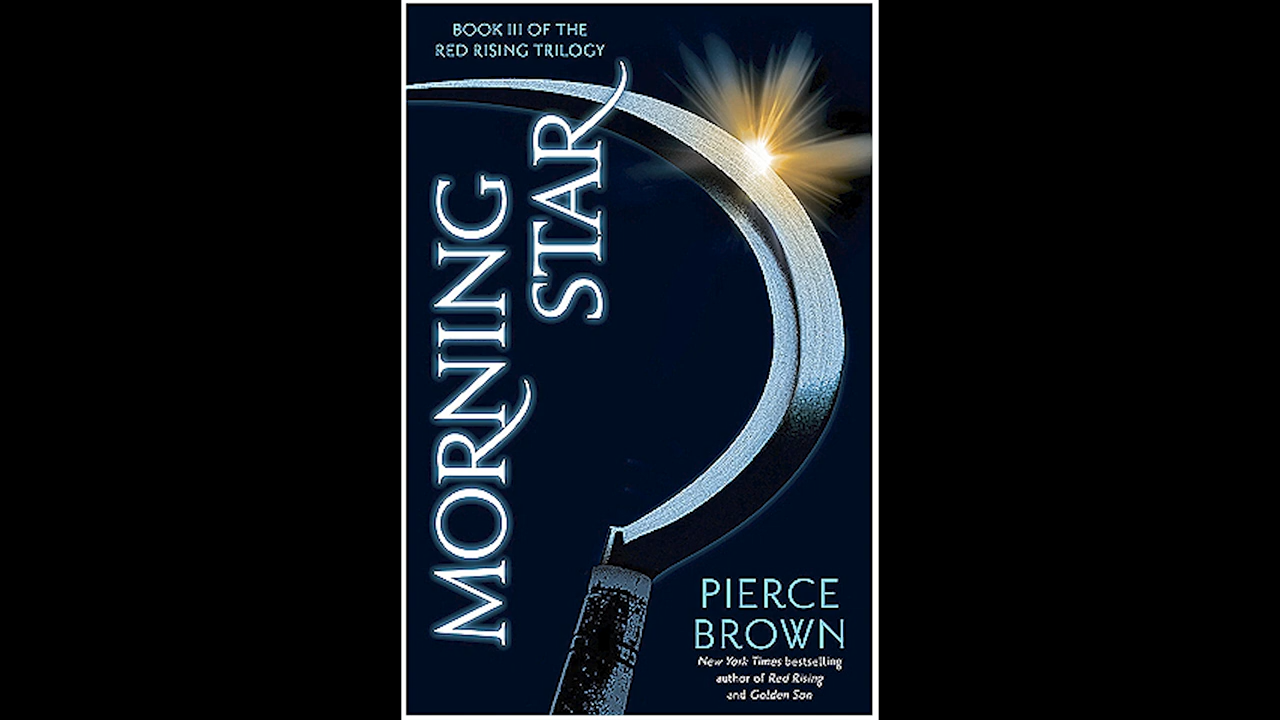 BOOK III OF THE
RED RISING TRILOGY
MORNING
STAR
PIERCE
BROWN
New York Times bestselling
author of Red Rising
and Golden Son